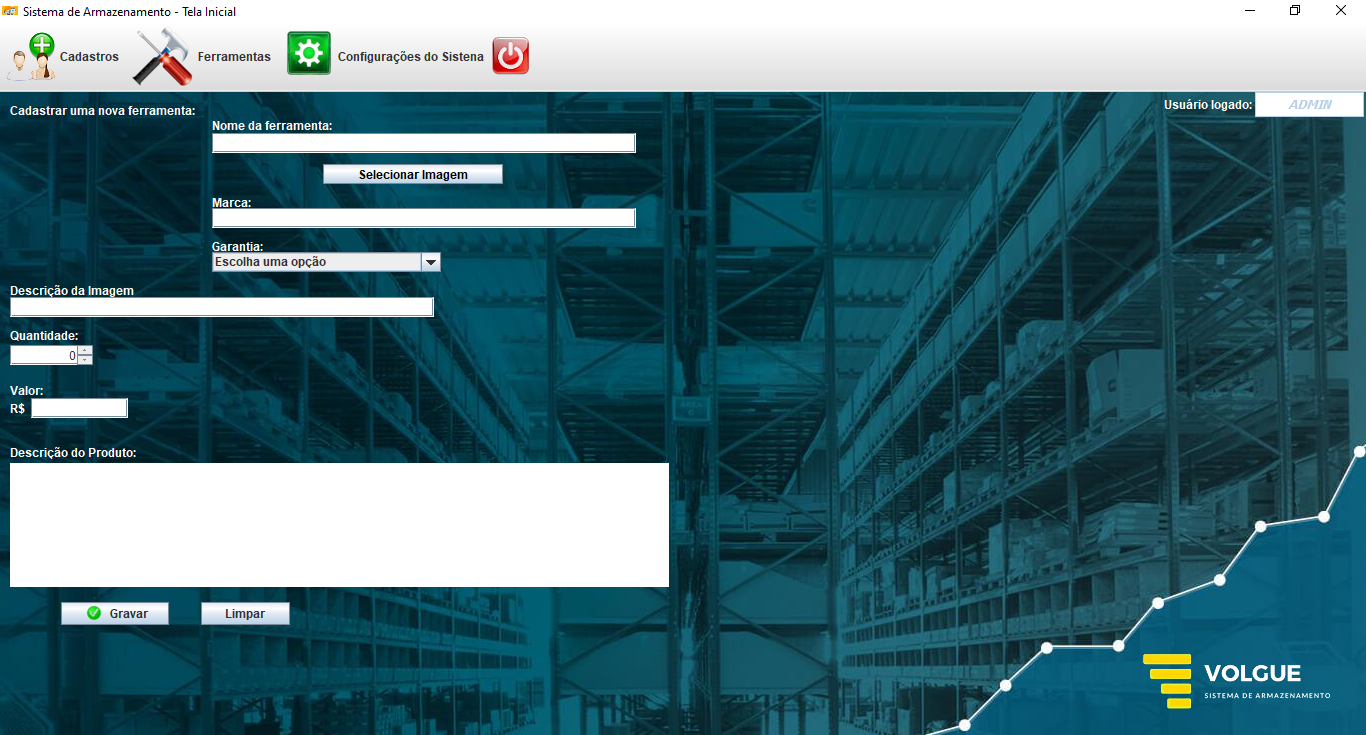 Sistema de Armazenamento - Tela Inicial
Cadastros
Ferramentas
Configurações do Sistena
Cadastrar uma nova ferramenta:
Usuário logado:
ADMIN
Nome da ferramenta:
Selecionar Imagem
Marca:
Garantia:
Escolha uma opção
Descrição da Imagem
Quantidade:
0
Valor:
R$
Descrição do Produto:
Gravar
Limpar
VOLGUE
SISTEMA DE ARMAZENAMENTO